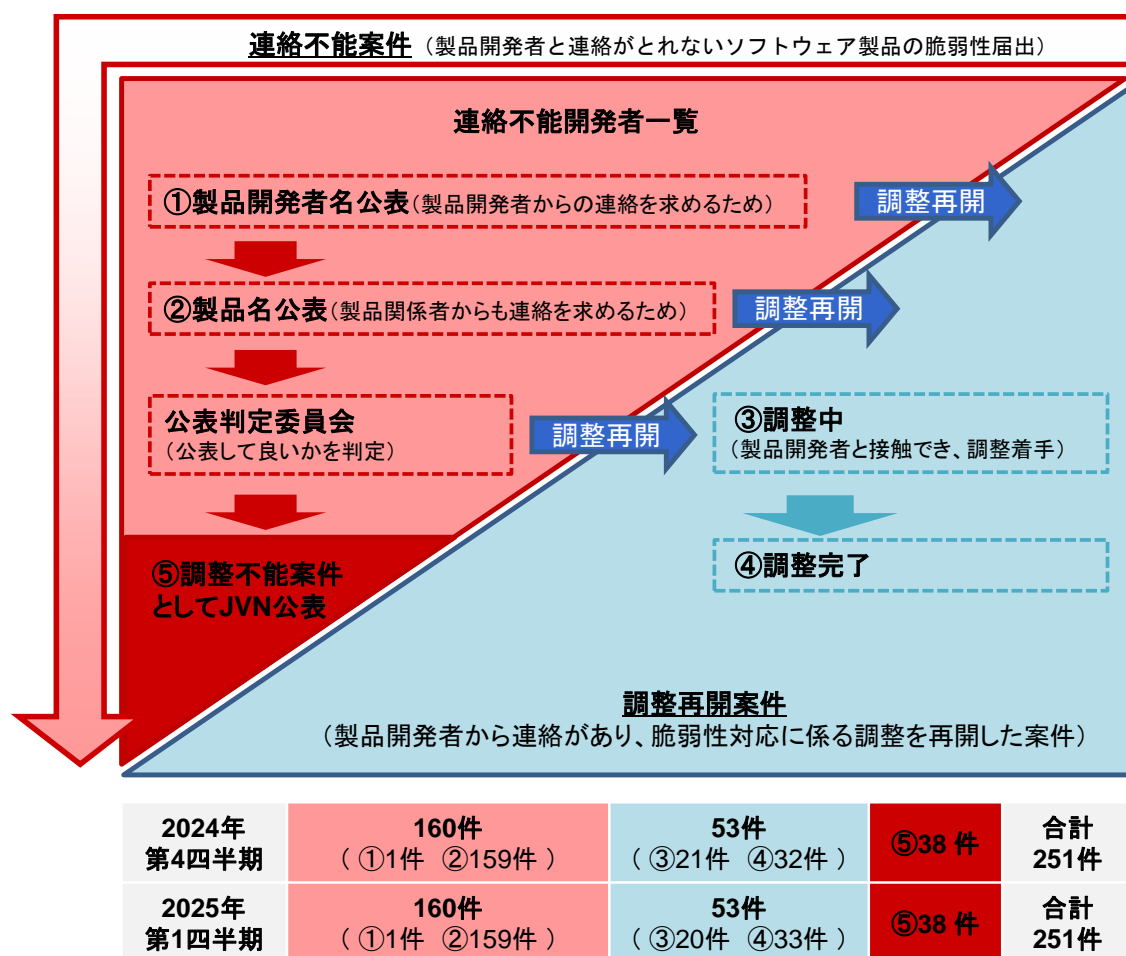 連絡不能案件（製品開発者と連絡がとれないソフトウェア製品の脆弱性届出）
連絡不能開発者一覧
①製品開発者名公表（製品開発者からの連絡を求めるため）
調整再開
②製品名公表（製品関係者からも連絡を求めるため）
調整再開
公表判定委員会
（公表して良いかを判定）
調整再開
③調整中
（製品開発者と接触でき、調整着手）
④調整完了
⑤調整不能案件
としてJVN公表
調整再開案件
（製品開発者から連絡があり、脆弱性対応に係る調整を再開した案件）
2024年
第4四半期
160件
（ ①1件 ②159件 ）
53件
（ ③21件 ④32件 ）
⑤38 件
合計
251件
2025年
第1四半期
160件
（ ①1件 ②159件 ）
53件
（ ③20件 ④33件 ）
⑤38 件
合計
251件